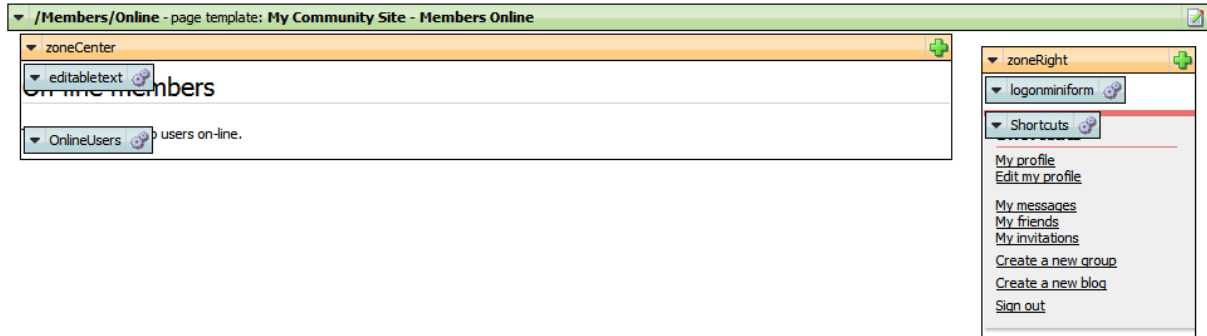 /Members/Online - page template: My Community Site - Members Online
zoneCenter
editabletext
members
OnlineUsers
users on-line.
zoneRight
logonminiform
Shortcuts
My profile
Edit my profile
My messages
My friends
My invitations
Create a new group
Create a new blog
Sign out